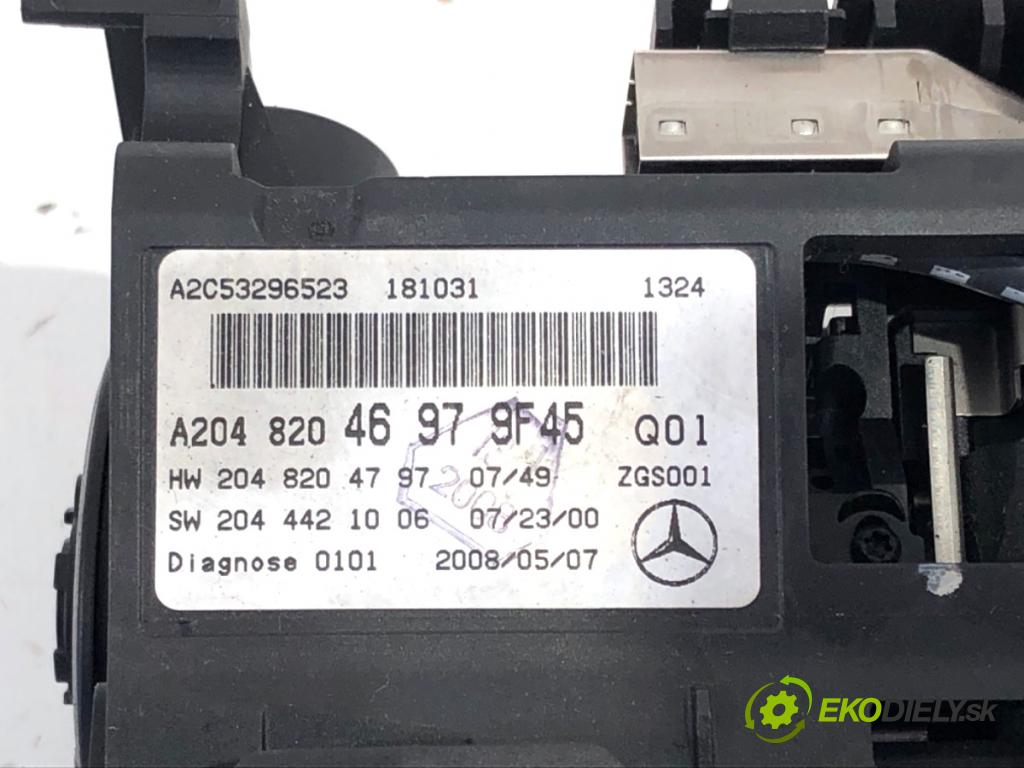 A2C53296523 181031 1324
A204 820 46 97 9F45 Q01
HW 204 820 47 97 07/49 ZGS001
SW 204 442 10 06 07/23/00
Diagnose 0101 2008/05/07
EKODIELY.sk